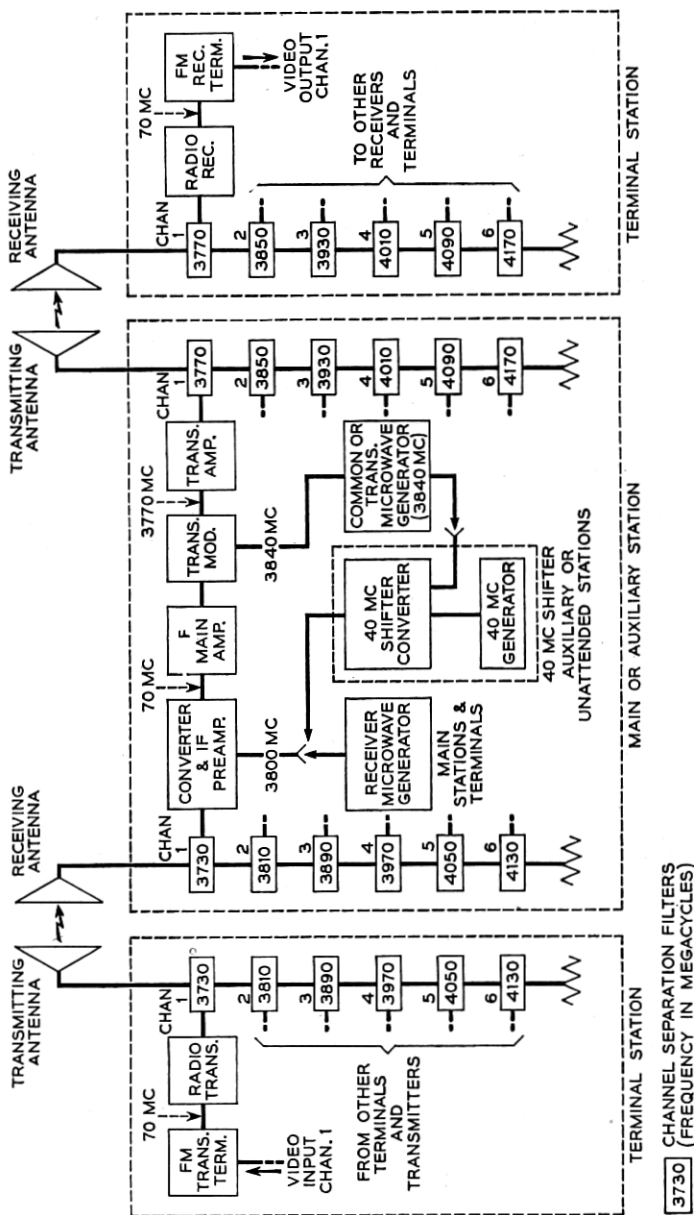 TRANSMITTING
ANTENNA
RECEIVING
ANTENNA
70 MC
FM
TRANS.
TERM.
RADIO
TRANS.
VIDEO
INPUT
CHAN. 1
CHAN
1
3730
2
3810
3
3890
4
3970
5
4050
6
4130
FROM OTHER
TERMINALS
AND
TRANSMITTERS
TERMINAL STATION
CHAN
1
3730
2
3810
3
3890
4
3970
5
4050
6
4130
CONVERTER
& IF
PREAMP.
70 MC
F
MAIN
AMP.
TRANS.
MOD.
3770 MC
TRANS.
AMP.
3800 MC
3840 MC
RECEIVER
MICROWAVE
GENERATOR
MAIN
STATIONS &
TERMINALS
40 MC
SHIFTER
CONVERTER
40 MC
GENERATOR
40 MC SHIFTER
AUXILIARY OR
UNATTENDED STATIONS
COMMON OR
TRANS.
MICROWAVE
GENERATOR
(3840 MC)
TRANSMITTING
ANTENNA
CHAN
1
3770
2
3850
3
3930
4
4010
5
4090
6
4170
MAIN OR AUXILIARY STATION
RECEIVING
ANTENNA
CHAN
1
3770
2
3850
3
3930
4
4010
5
4090
6
4170
RADIO
REC.
70 MC
FM
REC.
TERM.
VIDEO
OUTPUT
CHAN. 1
TO OTHER
RECEIVERS
AND
TERMINALS
TERMINAL STATION
3730
CHANNEL SEPARATION FILTERS
(FREQUENCY IN MEGACYCLES)